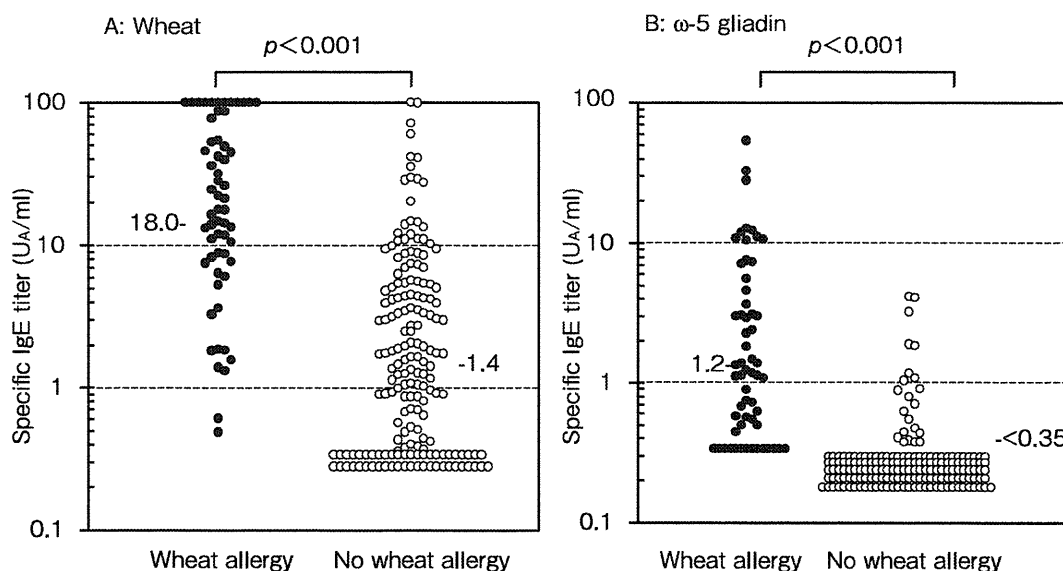 A: Wheat
p<0.001
Specific IgE titer (UA/ml)
100
10
1
0.1
18.0-
-1.4
Wheat allergy
No wheat allergy
B: ω-5 gliadin
p<0.001
Specific IgE titer (UA/ml)
100
10
1
0.1
1.2-
-<0.35
Wheat allergy
No wheat allergy